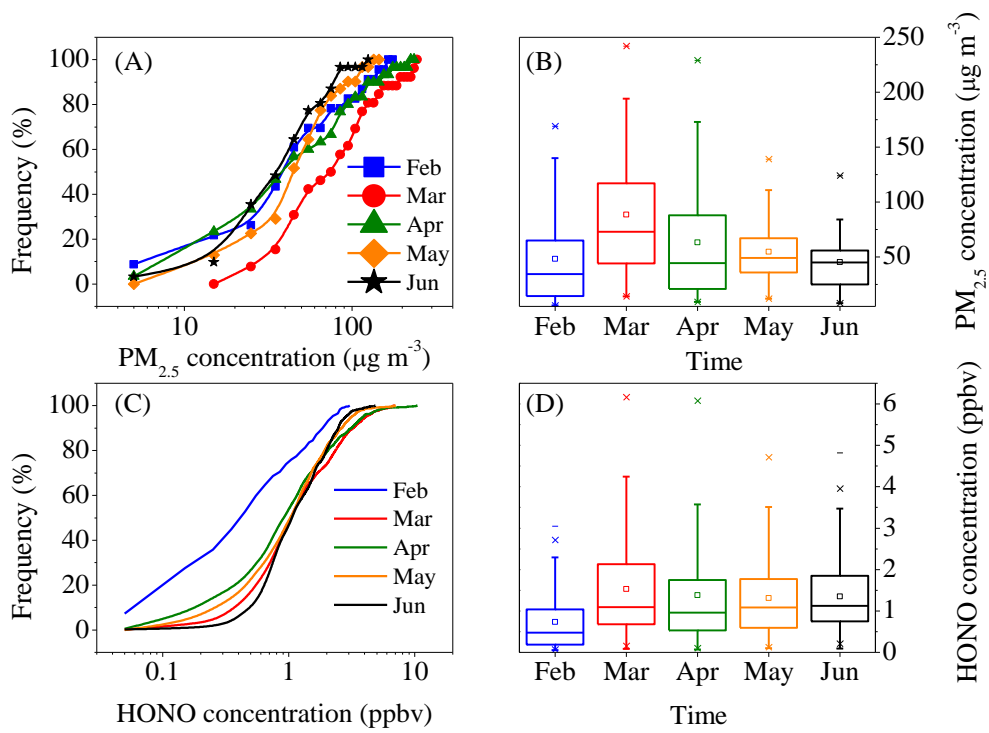 (A)
Frequency (%)
100
80
60
40
20
0
Feb
Mar
Apr
May
Jun
10
100
PM2.5 concentration (μg m-3)
(B)
250
200
150
100
50
PM2.5 concentration (μg m-3)
Feb Mar Apr May Jun
Time
(C)
Frequency (%)
100
80
60
40
20
0
Feb
Mar
Apr
May
Jun
0.1 1 10
HONO concentration (ppbv)
(D)
6
5
4
3
2
1
0
HONO concentration (ppbv)
Feb Mar Apr May Jun
Time